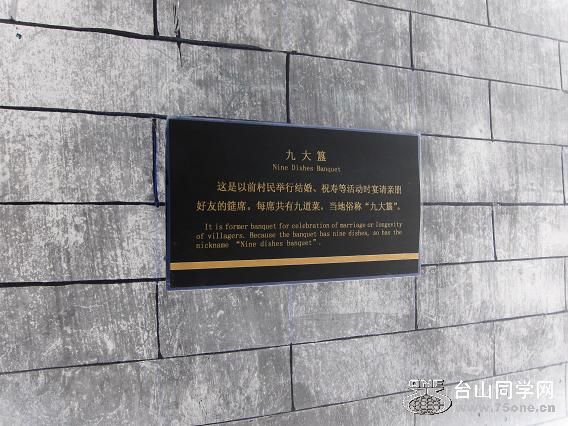 九大簋
Nine Dishes Banquet
这是以前村民举行结婚、祝寿等活动时宴请亲朋
好友的筵席。每席共有九道菜。当地俗称“九大簋”。
It is former banquet for celebration of marriage or longevity
of villagers. Because the banquet has nine dishes, so has the
nickname “Nine dishes banquet”.
台山同学网
www.75one.cn